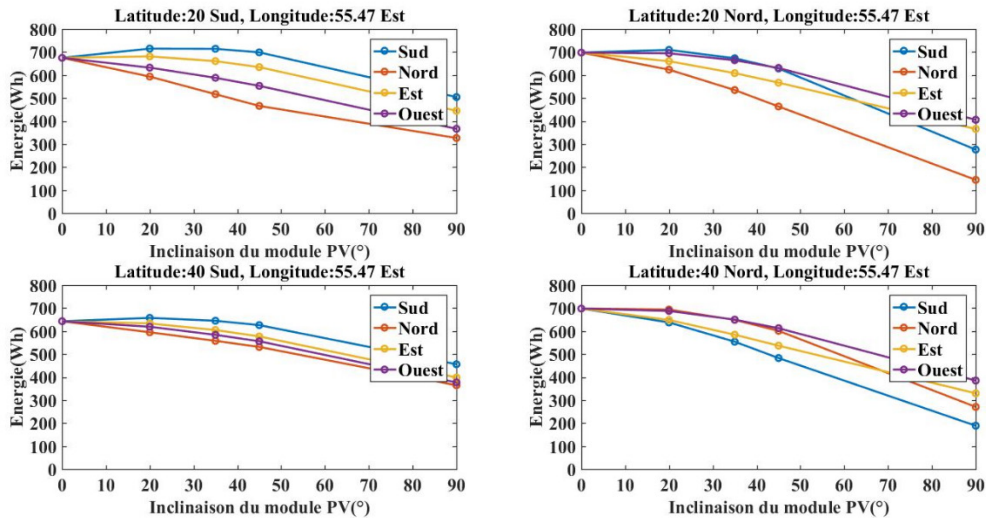 Latitude:20 Sud, Longitude:55.47 Est
800
700
600
500
400
300
200
100
0
Energie(Wh)
Sud
Nord
Est
Ouest
0 10 20 30 40 50 60 70 80 90
Inclinaison du module PV(°)
Latitude:20 Nord, Longitude:55.47 Est
800
700
600
500
400
300
200
100
0
Energie(Wh)
Sud
Nord
Est
Ouest
0 10 20 30 40 50 60 70 80 90
Inclinaison du module PV(°)
Latitude:40 Sud, Longitude:55.47 Est
800
700
600
500
400
300
200
100
0
Energie(Wh)
Sud
Nord
Est
Ouest
0 10 20 30 40 50 60 70 80 90
Inclinaison du module PV(°)
Latitude:40 Nord, Longitude:55.47 Est
800
700
600
500
400
300
200
100
0
Energie(Wh)
Sud
Nord
Est
Ouest
0 10 20 30 40 50 60 70 80 90
Inclinaison du module PV(°)